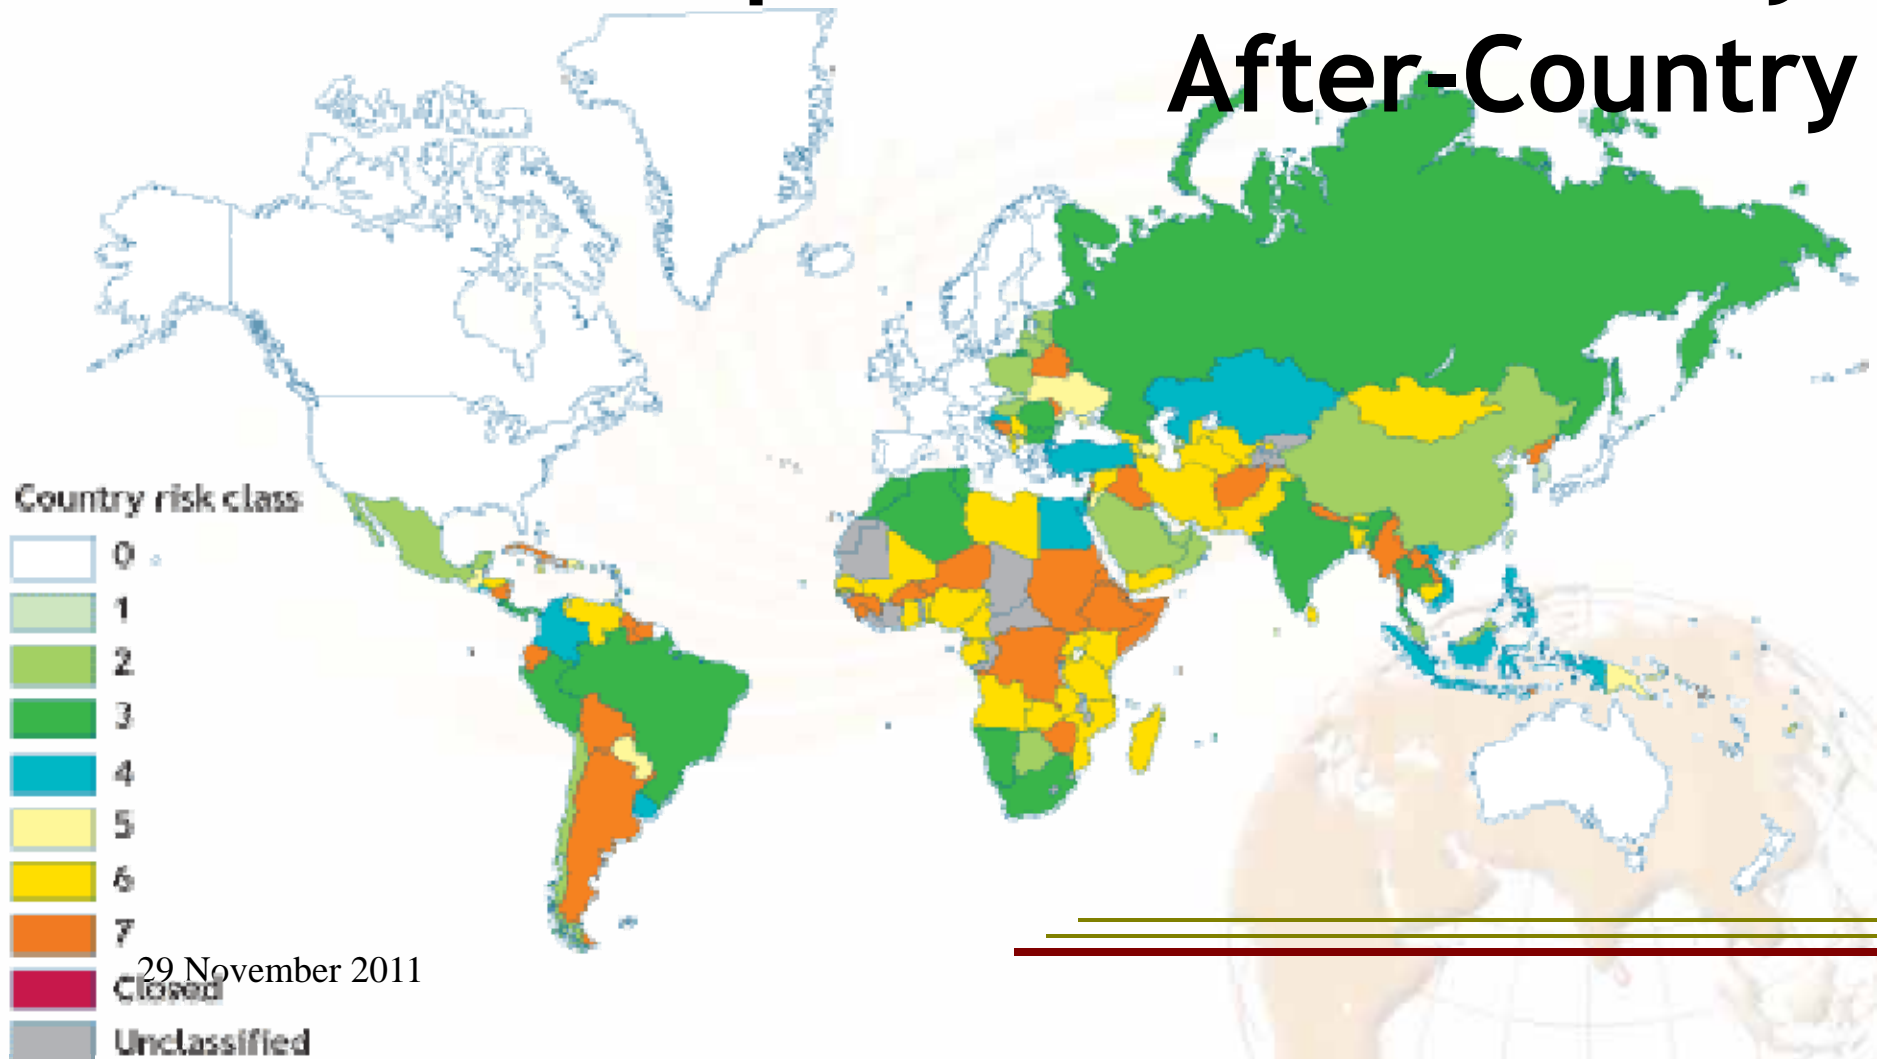 After-Country
Country risk class
0
1
2
3
4
5
6
7
29 November 2011
Closed
Unclassified